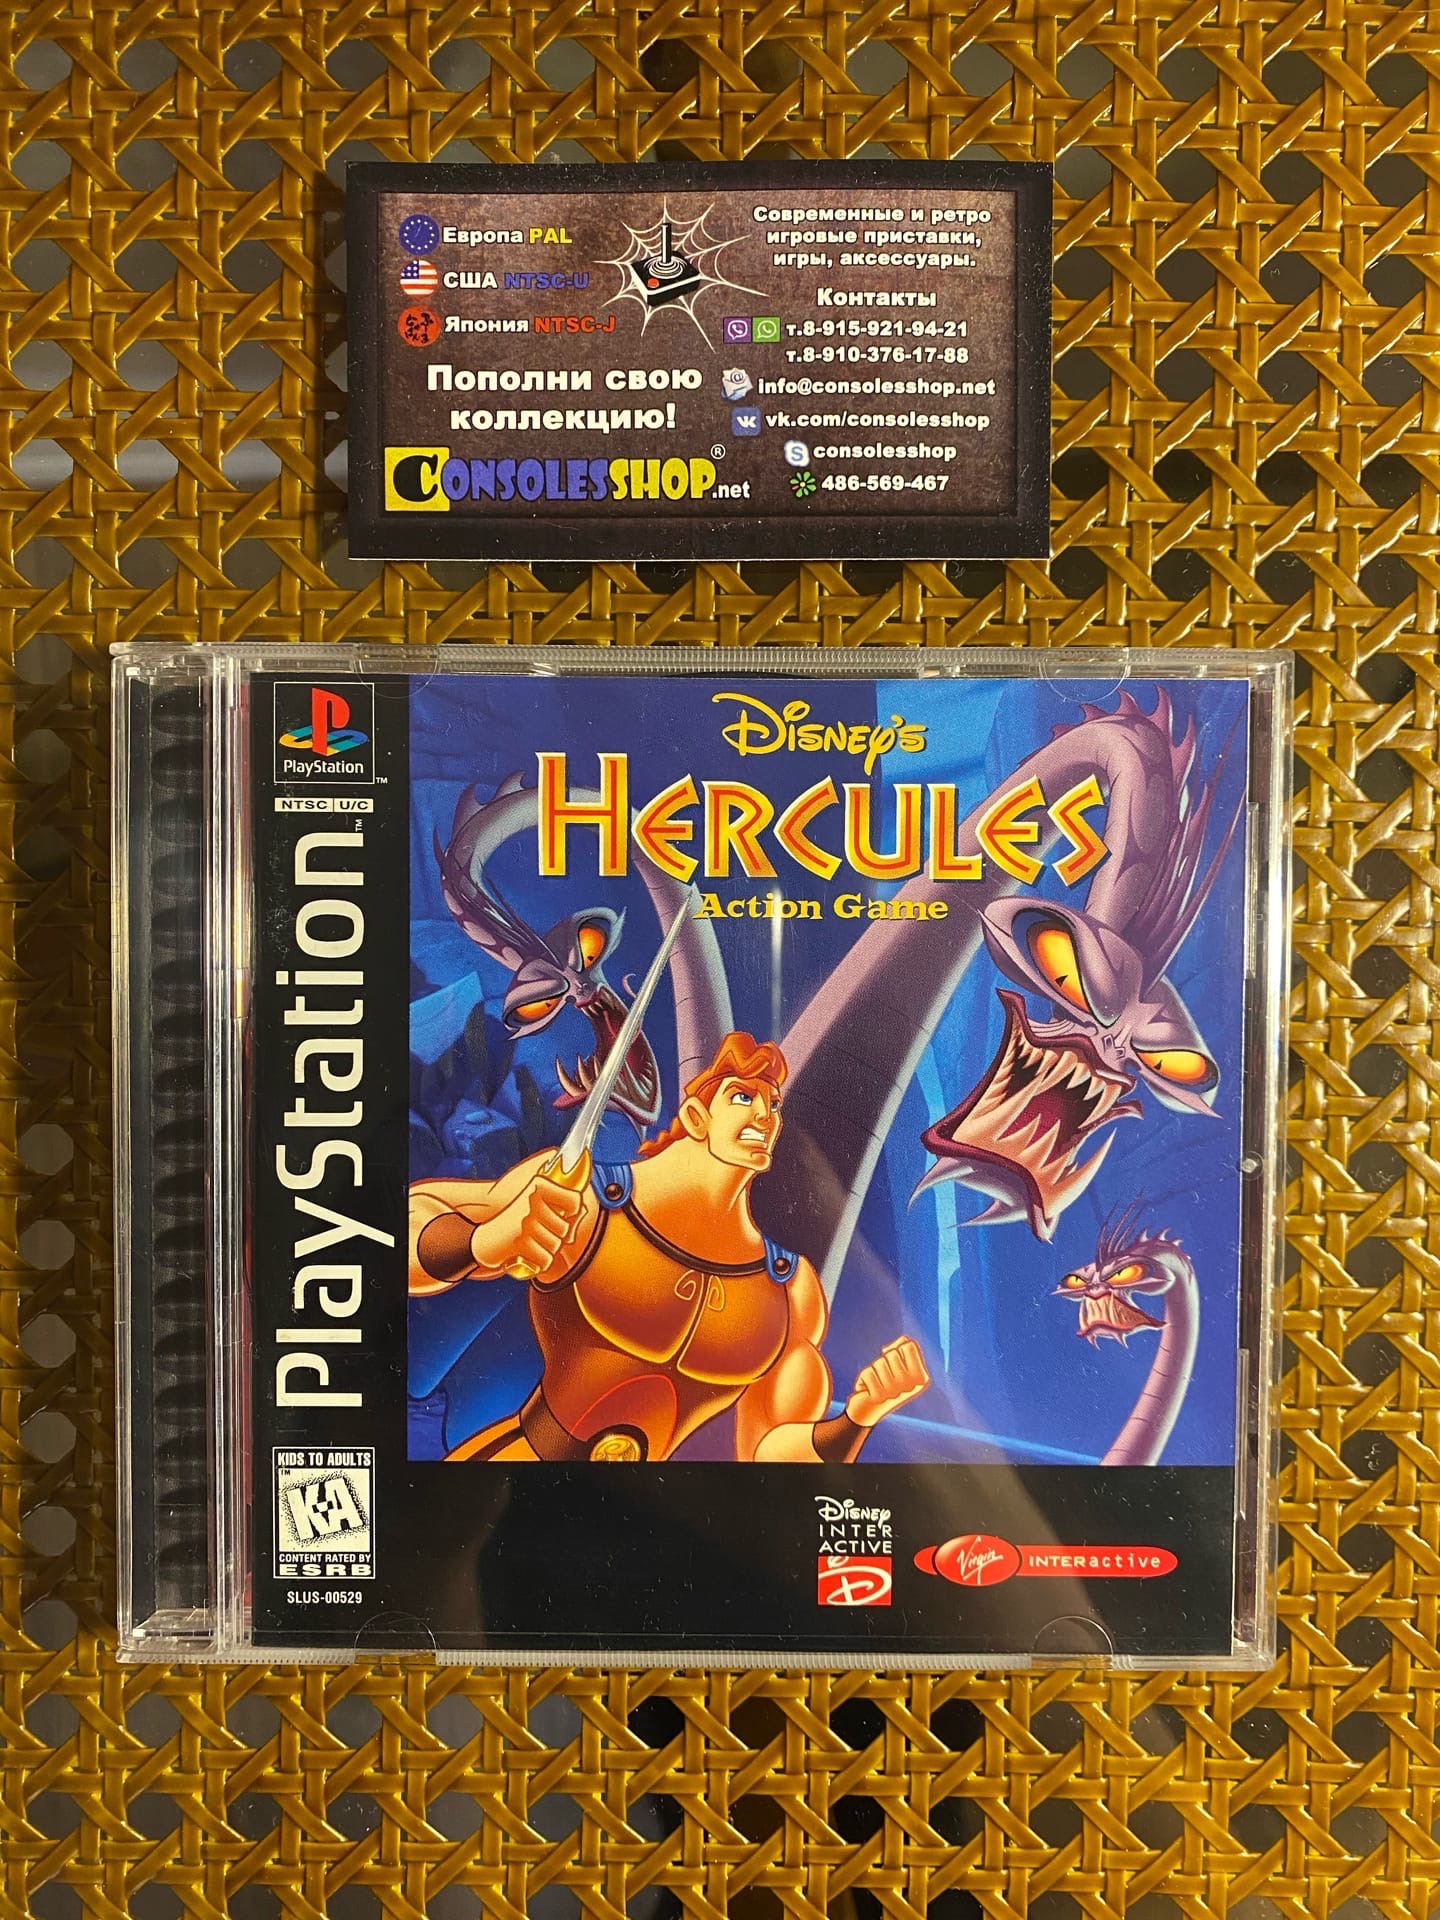 Европа PAL
США NTSC-U
Япония NTSC-J
Пополни свою
коллекцию!
CONSOLESSHOP.net
®
Современные и ретро
игровые приставки,
игры, аксессуары.
Контакты
т.8-915-921-94-21
т.8-910-376-17-88
info@consolesshop.net
vk.com/consolesshop
consolesshop
486-569-467
PlayStation
™
NTSC U/C
PlayStation™
DISNEY'S
HERCULES
Action Game
KIDS TO ADULTS
™
K-A
CONTENT RATED BY
ESRB
SLUS-00529
DISNEY
INTER
ACTIVE
D
Virgin INTERactive